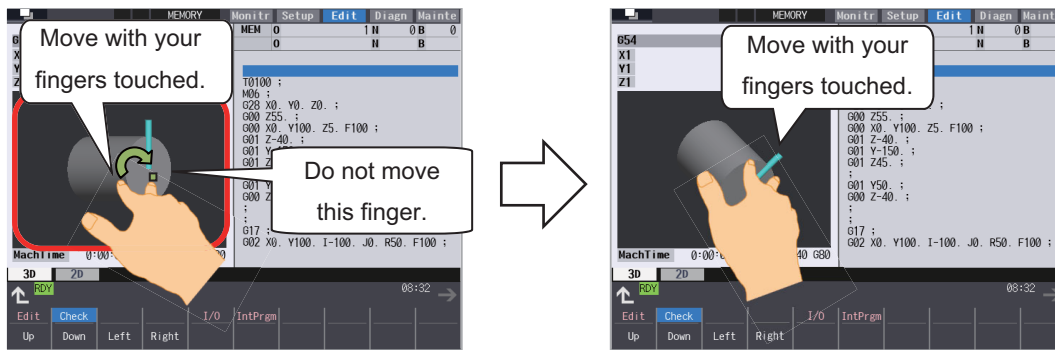 MEMORY
Monitr Setup Edit Diagn Mainte
MEM O 1 N 0 B 0
O N B
Move with your
fingers touched.
T0100 ;
M06 ;
G28 X0. Y0. Z0. ;
G00 Z55. ;
G00 X0. Y100. Z5. F100 ;
G01 Z-40. ;
Do not move
this finger.
G00 Z
;
;
G17 ;
G02 X0. Y100. I-100. J0. R50. F100 ;
MachTime
3D 2D
RDY
08:32
Edit Check I/O IntPrgm
Up Down Left Right
MEMORY
Monitr Setup Edit Diagn Maint
1 N 0 B
N B
G54
X1
Y1
Z1
Move with your
fingers touched.
G00 Z55. ;
G00 X0. Y100. Z5. F100 ;
G01 Z-40. ;
G01 Y-150. ;
G01 Z45. ;
;
G01 Y50. ;
G00 Z-40. ;
;
;
G17 ;
G02 X0. Y100. I-100. J0. R50. F100 ;
MachTime 40 G80
3D 2D
RDY
08:32
Edit Check I/O IntPrgm
Up Down Left Right